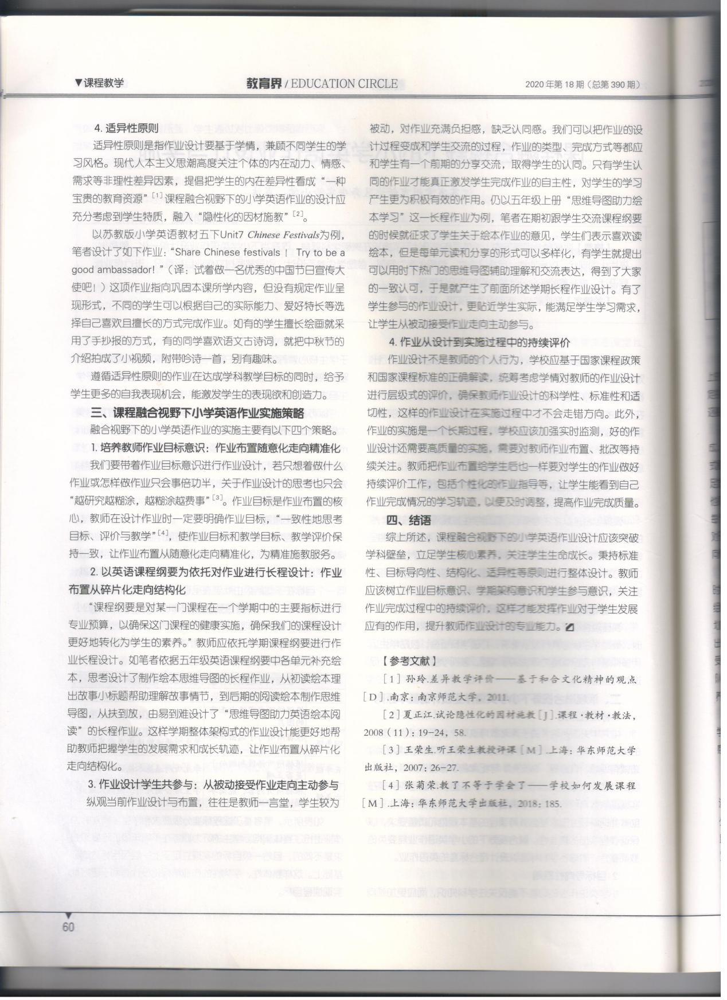 ▼课程教学
教育界 / EDUCATION CIRCLE
2020年第18期（总第390期）
4. 适异性原则
适异性原则是指作业设计要基于学情，兼顾不同学生的学
习风格。现代人本主义思潮高度关注个体的内在动力、情感、
需求等非理性差异因素，提倡把学生的内在差异性看成“一种
宝贵的教育资源”[1]课程融合视野下的小学英语作业的设计应
充分考虑到学生特质，融入“隐性化的因材施教”[2]。
以苏教版小学英语教材五下Unit7 Chinese Festivals为例，
笔者设计了如下作业：“Share Chinese festivals！ Try to be a
good ambassador! ”（译：试着做一名优秀的中国节日宣传大
使吧！）这项作业指向巩固本课所学内容，但没有规定作业呈
现形式，不同的学生可以根据自己的实际能力、爱好特长等选
择自己喜欢且擅长的方式完成作业。如有的学生擅长绘画就采
用了手抄报的方式，有的同学喜欢语文古诗词，就把中秋节的
介绍拍成了小视频，附带吟诗一首，别有趣味。
遵循适异性原则的作业在达成学科教学目标的同时，给予
学生更多的自我表现机会，能激发学生的表现欲和创造力。
三、课程融合视野下小学英语作业实施策略
融合视野下的小学英语作业的实施主要有以下四个策略。
1. 培养教师作业目标意识：作业布置随意化走向精准化
我们要带着作业目标意识进行作业设计，若只想着做什么
作业或怎样做作业只会事倍功半，关于作业设计的思考也只会
“越研究越糊涂，越糊涂越费事”[3]。作业目标是作业布置的核
心，教师在设计作业时一定要明确作业目标，“一致性地思考
目标、评价与教学”[4]，使作业目标和教学目标、教学评价保
持一致，让作业布置从随意化走向精准化，为精准施教服务。
2. 以英语课程纲要为依托对作业进行长程设计：作业
布置从碎片化走向结构化
“课程纲要是对某一门课程在一个学期中的主要指标进行
专业预算，以确保这门课程的健康实施，确保我们的课程设计
更好地转化为学生的素养。”教师应依托学期课程纲要进行作
业长程设计。如笔者依据五年级英语课程纲要中各单元补充绘
本，思考设计了制作绘本思维导图的长程作业，从初读绘本理
出故事小标题帮助理解故事情节，到后期的阅读绘本制作思维
导图，从扶到放，由易到难设计了“思维导图助力英语绘本阅
读”的长程作业。这样学期整体架构式的作业设计能更好地帮
助教师把握学生的发展需求和成长轨迹，让作业布置从碎片化
走向结构化。
3. 作业设计学生共参与：从被动接受作业走向主动参与
纵观当前作业设计与布置，往往是教师一言堂，学生较为
被动，对作业充满负担感，缺乏认同感。我们可以把作业的设
计过程变成和学生交流的过程，作业的类型、完成方式等都应
和学生有一个前期的分享交流，取得学生的认同。只有学生认
同的作业才能真正激发学生完成作业的自主性，对学生的学习
产生更为积极有效的作用。仍以五年级上册“思维导图助力绘
本学习”这一长程作业为例，笔者在期初跟学生交流课程纲要
的时候就征求了学生关于绘本作业的意见，学生们表示喜欢读
绘本，但是每单元读和分享的形式可以多样化，有学生就提出
可以用时下热门的思维导图辅助理解和交流表达，得到了大家
的一致认可，于是就产生了前面所述学期长程作业设计。有了
学生参与的作业设计，更贴近学生实际，能满足学生学习需求，
让学生从被动接受作业走向主动参与。
4. 作业从设计到实施过程中的持续评价
作业设计不是教师的个人行为，学校应基于国家课程政策
和国家课程标准的正确解读，统筹考虑学情对教师的作业设计
进行层级式的评价，确保教师作业设计的科学性、标准性和适
切性，这样的作业设计在实施过程中才不会走错方向。此外，
作业的实施是一个长期过程，学校应该加强实时监测，好的作
业设计还需要高质量的实施，需要对教师作业布置、批改等持
续关注。教师把作业布置给学生后也一样要对学生的作业做好
持续评价工作，包括个性化的作业指导等，让学生能看到自己
作业完成情况的学习轨迹，以便及时调整，提高作业完成质量。
四、结语
综上所述，课程融合视野下的小学英语作业设计应该突破
学科壁垒，立足学生核心素养，关注学生生命成长。秉持标准
性、目标导向性、结构化、适异性等原则进行整体设计。教师
应该树立作业目标意识、学期架构意识和学生参与意识，关注
作业完成过程中的持续评价，这样才能发挥作业对于学生发展
应有的作用，提升教师作业设计的专业能力。
【参考文献】
[1] 孙玲.差异教学评价——基于和合文化精神的观点
[D].南京：南京师范大学，2011.
[2] 夏正江.试论隐性化的因材施教[J].课程·教材·教法，
2008（11）：19-24，58.
[3] 王荣生.听王荣生教授评课[M].上海：华东师范大学
出版社，2007：26-27.
[4] 张菊荣.教了不等于学会了——学校如何发展课程
[M].上海：华东师范大学出版社，2018：185.
60